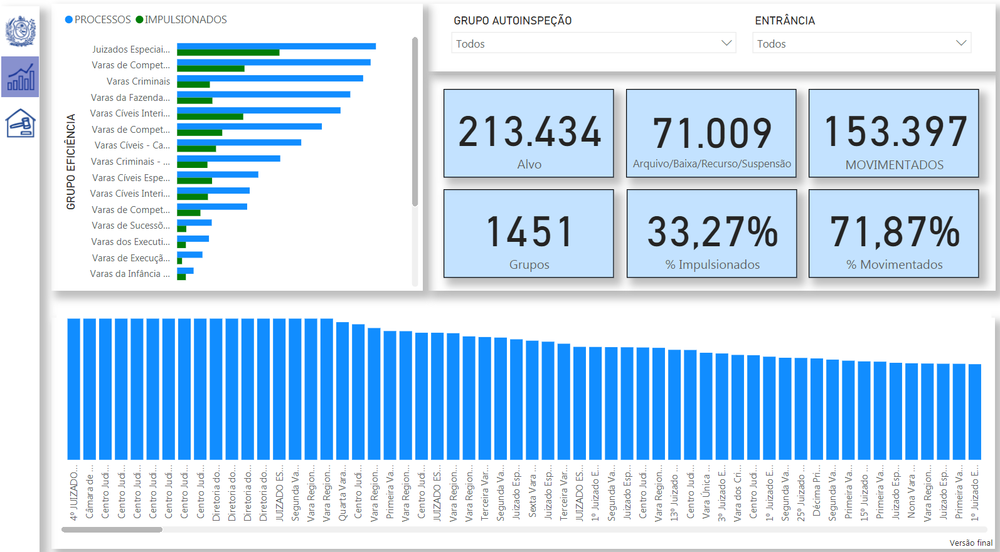 PROCESSOS IMPULSIONADOS
GRUPO EFICIÊNCIA
Juizados Especiai...
Varas de Compet...
Varas Criminais
Varas da Fazenda...
Varas Cíveis Interi...
Varas de Compet...
Varas Cíveis - Ca...
Varas Criminais - ...
Varas Cíveis Espe...
Varas Cíveis Interi...
Varas de Compet...
Varas de Sucessõ...
Varas dos Executi...
Varas de Execuçã...
Varas da Infância ...
GRUPO AUTOINSPEÇÃO
Todos
ENTRÂNCIA
Todos
213.434
Alvo
71.009
Arquivo/Baixa/Recurso/Suspensão
153.397
MOVIMENTADOS
1451
Grupos
33,27%
% Impulsionados
71,87%
% Movimentados
4º JUIZADO...
Câmara de ...
Centro Judi...
Centro Judi...
Centro Judi...
Centro Judi...
Centro Judi...
Centro Judi...
Centro Judi...
Diretoria do...
Diretoria do...
Diretoria do...
Diretoria do...
JUIZADO ES...
Segunda Va...
Vara Region...
Vara Region...
Quarta Vara...
Centro Judi...
Vara Region...
Primeira Va...
Vara Region...
Centro Judi...
JUIZADO ES...
Vara Region...
Vara Region...
Terceira Var...
Segunda Va...
Juizado Esp...
Sexta Vara ...
Juizado Esp...
Terceira Var...
JUIZADO ES...
1º Juizado E...
Segunda Va...
Juizado Esp...
Centro Judi...
Vara Region...
13º Juizado ...
Centro Judi...
Vara Única ...
3º Juizado E...
Vara dos Cri...
Centro Judi...
1º Juizado E...
Segunda Va...
25º Juizado ...
Décima Pri...
Segunda Va...
Primeira Va...
15º Juizado ...
Primeira Va...
Juizado Esp...
Nona Vara ...
Vara Region...
Juizado Esp...
Primeira Va...
1º Juizado E...
Versão final